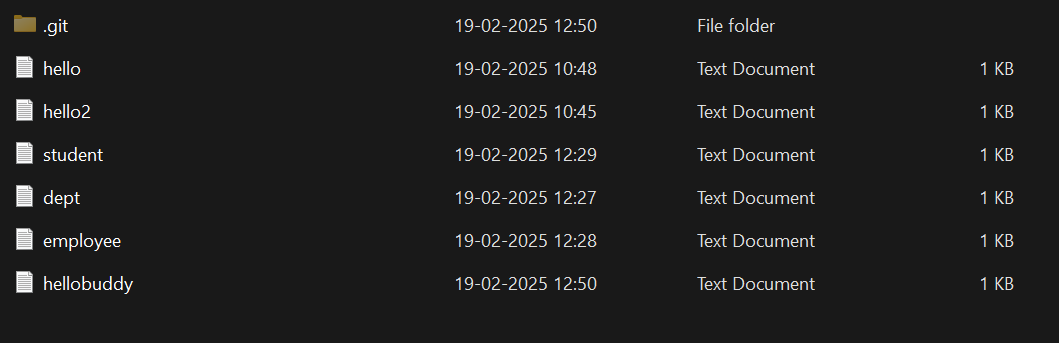 .git 19-02-2025 12:50 File folder
hello 19-02-2025 10:48 Text Document 1 KB
hello2 19-02-2025 10:45 Text Document 1 KB
student 19-02-2025 12:29 Text Document 1 KB
dept 19-02-2025 12:27 Text Document 1 KB
employee 19-02-2025 12:28 Text Document 1 KB
hellobuddy 19-02-2025 12:50 Text Document 1 KB